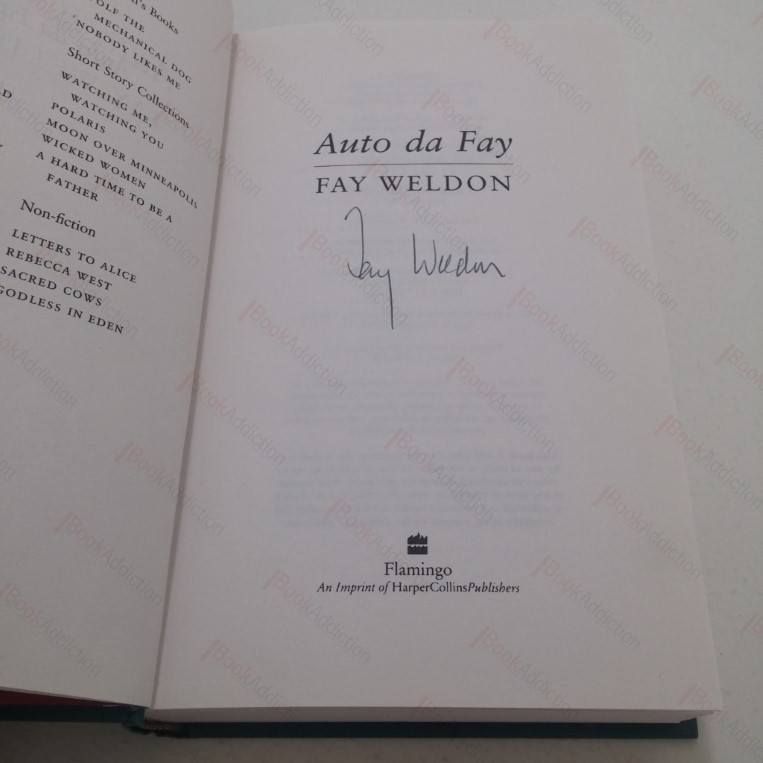 n's Books
OLF THE
MECHANICAL DOG
'NOBODY LIKES ME
Short Story Collections
WATCHING ME,
WATCHING YOU
POLARIS
MOON OVER MINNEAPOLIS
WICKED WOMEN
A HARD TIME TO BE A
FATHER
Non-fiction
LETTERS TO ALICE
REBECCA WEST
SACRED COWS
GODLESS IN EDEN
Auto da Fay
FAY WELDON
Fay Weldon
Flamingo
An Imprint of HarperCollinsPublishers
iBookAddiction